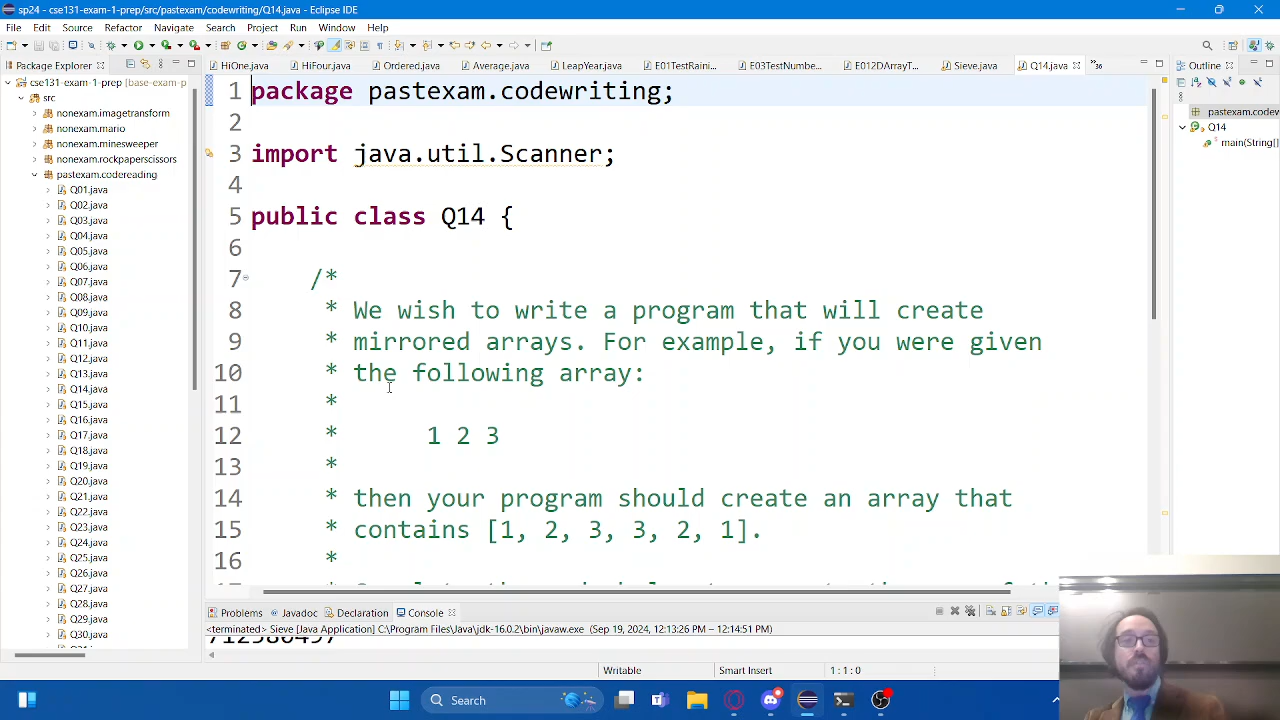 sp24 - cse131-exam-1-prep/src/pastexam/codewriting/Q14.java - Eclipse IDE
File Edit Source Refactor Navigate Search Project Run Window Help
Package Explorer
HiOne.java HiFour.java Ordered.java Average.java LeapYear.java E01TestRaini... E03TestNumbe... E012DArrayT... Sieve.java Q14.java 36
Outline
cse131-exam-1-prep [base-exam-p
src
nonexam.imagetransform
nonexam.mario
nonexam.minesweeper
nonexam.rockpaperscissors
pastexam.codereading
Q01.java
Q02.java
Q03.java
Q04.java
Q05.java
Q06.java
Q07.java
Q08.java
Q09.java
Q10.java
Q11.java
Q12.java
Q13.java
Q14.java
Q15.java
Q16.java
Q17.java
Q18.java
Q19.java
Q20.java
Q21.java
Q22.java
Q23.java
Q24.java
Q25.java
Q26.java
Q27.java
Q28.java
Q29.java
Q30.java
1 package pastexam.codewriting;
2
3 import java.util.Scanner;
4
5 public class Q14 {
6
7 /*
8 * We wish to write a program that will create
9 * mirrored arrays. For example, if you were given
10 * the following array:
11 *
12 * 1 2 3
13 *
14 * then your program should create an array that
15 * contains [1, 2, 3, 3, 2, 1].
16 *
pastexam.codew
Q14
main(String[]
Problems Javadoc Declaration Console
<terminated> Sieve [Java Application] C:\Program Files\Java\jdk-16.0.2\bin\javaw.exe (Sep 19, 2024, 12:13:26 PM – 12:14:51 PM)
Writable Smart Insert 1 : 1 : 0
Search